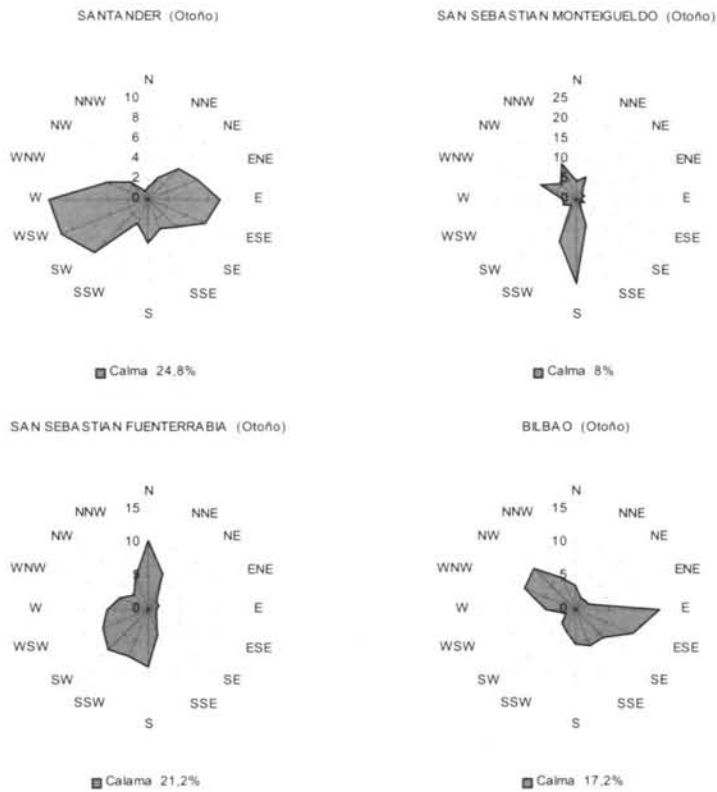 SANTANDER (Otoño)
N
NNW 10 NNE
NW 8 NE
6
WNW 4 ENE
2
W 0 E
WSW ESE
SW SE
SSW SSE
S
Calma 24,8%
SAN SEBASTIAN MONTEIGUELDO (Otoño)
N
NNW 25 NNE
NW 20 NE
15
WNW 10 ENE
5
W 0 E
WSW ESE
SW SE
SSW SSE
S
Calma 8%
SAN SEBASTIAN FUENTERRABIA (Otoño)
N
NNW 15 NNE
NW 10 NE
WNW 5 ENE
W 0 E
WSW ESE
SW SE
SSW SSE
S
Calama 21,2%
BILBAO (Otoño)
N
NNW 15 NNE
NW 10 NE
WNW 5 ENE
W 0 E
WSW ESE
SW SE
SSW SSE
S
Calma 17,2%